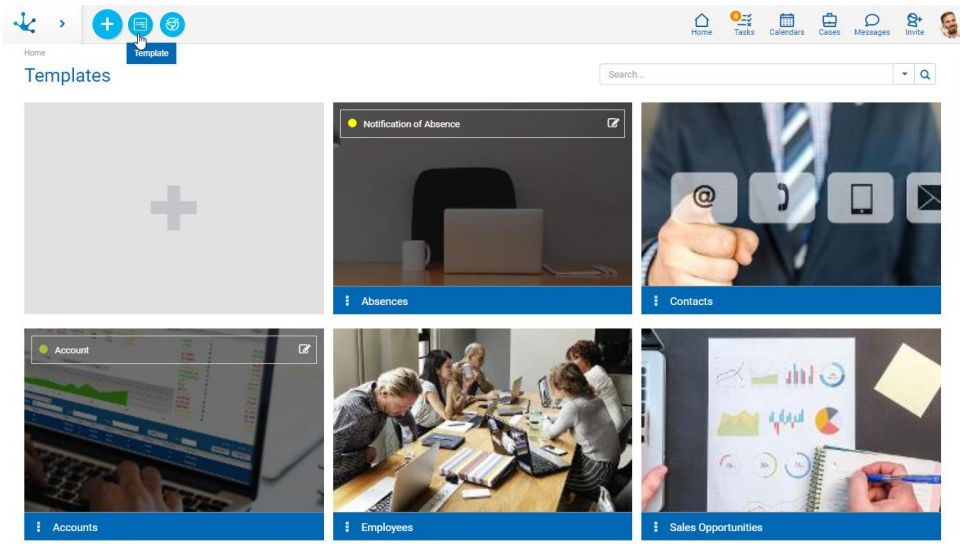 8
Home
Tasks
Calendars
Cases
Messages
Invite
Home
Template
Templates
Search...
Notification of Absence
@
Absences
Contacts
Account
Accounts
Employees
Sales Opportunities